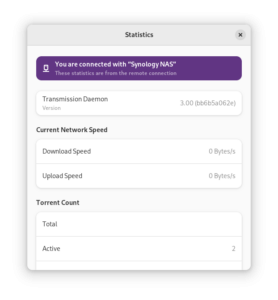 Statistics
You are connected with "Synology NAS"
These statistics are from the remote connection
Transmission Daemon
Version
3.00 (bb6b5a062e)
Current Network Speed
Download Speed
0 Bytes/s
Upload Speed
0 Bytes/s
Torrent Count
Total
Active
2